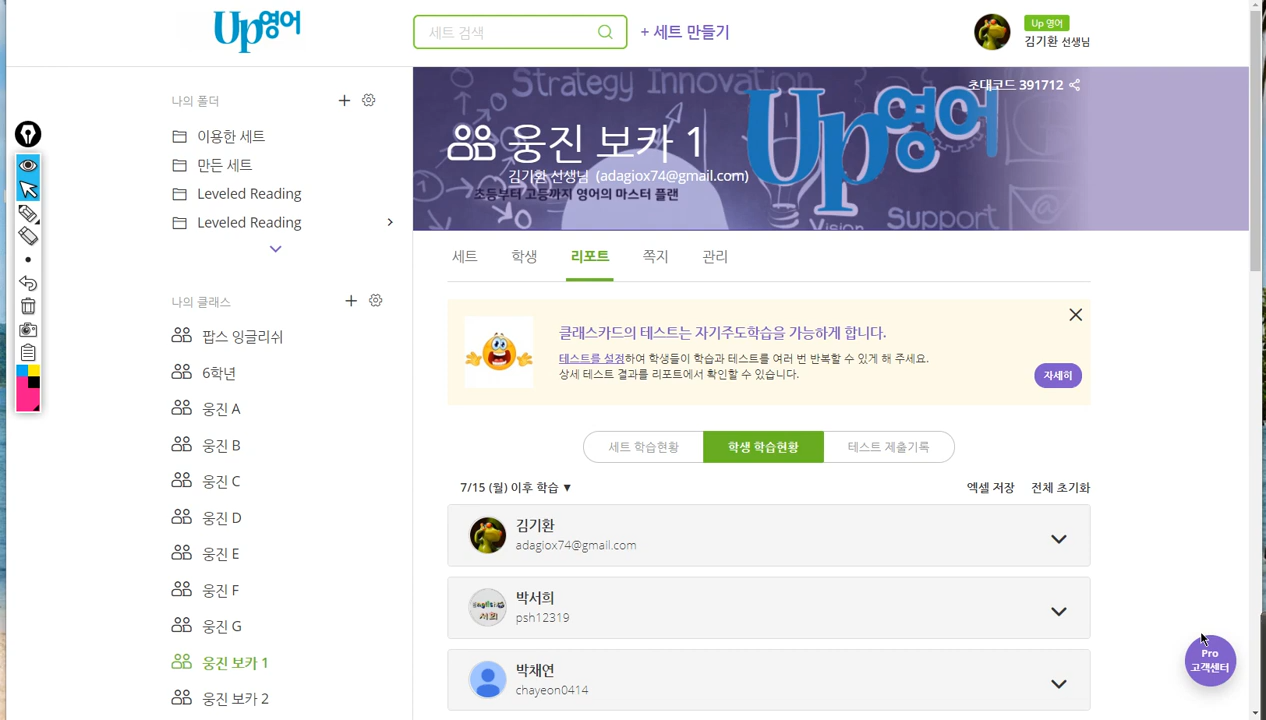 Up영어
세트 검색
+ 세트 만들기
Up 영어
김기환 선생님
나의 폴더
이용한 세트
만든 세트
Leveled Reading
Leveled Reading
나의 클래스
팝스 잉글리쉬
6학년
웅진 A
웅진 B
웅진 C
웅진 D
웅진 E
웅진 F
웅진 G
웅진 보카 1
웅진 보카 2
Strategy Innovation
초대코드 391712
웅진 보카 1
Up영어
김기환 선생님 (adagiox74@gmail.com)
초등부터 고등까지 영어의 마스터 플랜
Vision
Support
세트 학생 리포트 쪽지 관리
클래스카드의 테스트는 자기주도학습을 가능하게 합니다.
테스트를 설정하여 학생들이 학습과 테스트를 여러 번 반복할 수 있게 해 주세요.
상세 테스트 결과를 리포트에서 확인할 수 있습니다.
자세히
세트 학습현황 학생 학습현황 테스트 제출기록
7/15 (월) 이후 학습 ▼
엑셀 저장 전체 초기화
김기환
adagiox74@gmail.com
박서희
psh12319
박채연
chayeon0414
Pro
고객센터